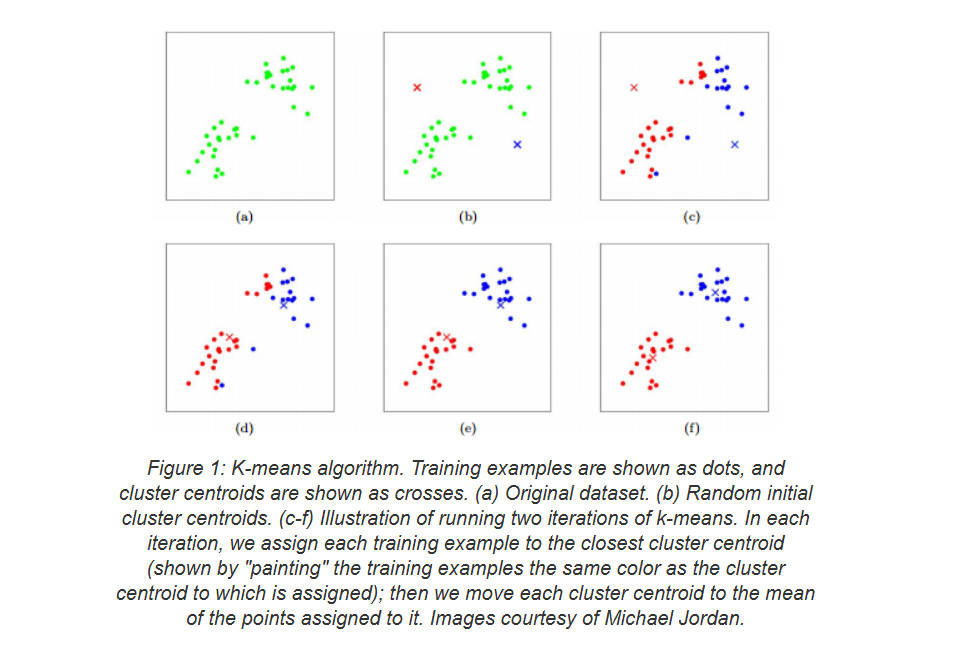 (a)
(b)
(c)
(d)
(e)
(f)
Figure 1: K-means algorithm. Training examples are shown as dots, and
cluster centroids are shown as crosses. (a) Original dataset. (b) Random initial
cluster centroids. (c-f) Illustration of running two iterations of k-means. In each
iteration, we assign each training example to the closest cluster centroid
(shown by "painting" the training examples the same color as the cluster
centroid to which is assigned); then we move each cluster centroid to the mean
of the points assigned to it. Images courtesy of Michael Jordan.